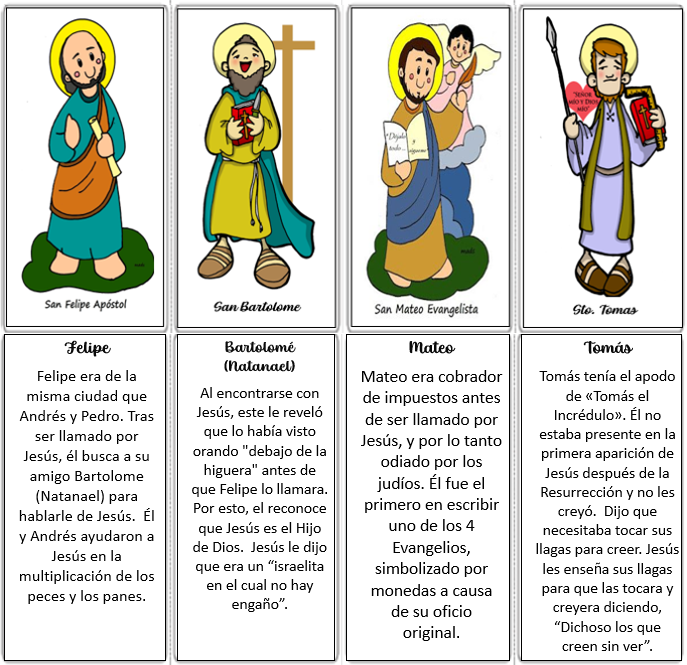 "SEÑOR
MÍO Y DIOS
MÍO"
"Déjalo
todo...
y
sígueme"
San Felipe Apóstol
San Bartolome
San Mateo Evangelista
Sto. Tomas
Felipe
Felipe era de la
misma ciudad que
Andrés y Pedro. Tras
ser llamado por
Jesús, él busca a su
amigo Bartolome
(Natanael) para
hablarle de Jesús. Él
y Andrés ayudaron a
Jesús en la
multiplicación de los
peces y los panes.
Bartolomé
(Natanael)
Al encontrarse con
Jesús, este le reveló
que lo había visto
orando "debajo de la
higuera" antes de
que Felipe lo llamara.
Por esto, el reconoce
que Jesús es el Hijo
de Dios. Jesús le dijo
que era un “israelita
en el cual no hay
engaño”.
Mateo
Mateo era cobrador
de impuestos antes
de ser llamado por
Jesús, y por lo tanto
odiado por los
judíos. Él fue el
primero en escribir
uno de los 4
Evangelios,
simbolizado por
monedas a causa
de su oficio
original.
Tomás
Tomás tenía el apodo
de «Tomás el
Incrédulo». Él no
estaba presente en la
primera aparición de
Jesús después de la
Resurrección y no les
creyó. Dijo que
necesitaba tocar sus
llagas para creer. Jesús
les enseña sus llagas
para que las tocara y
creyera diciendo,
“Dichoso los que
creen sin ver”.